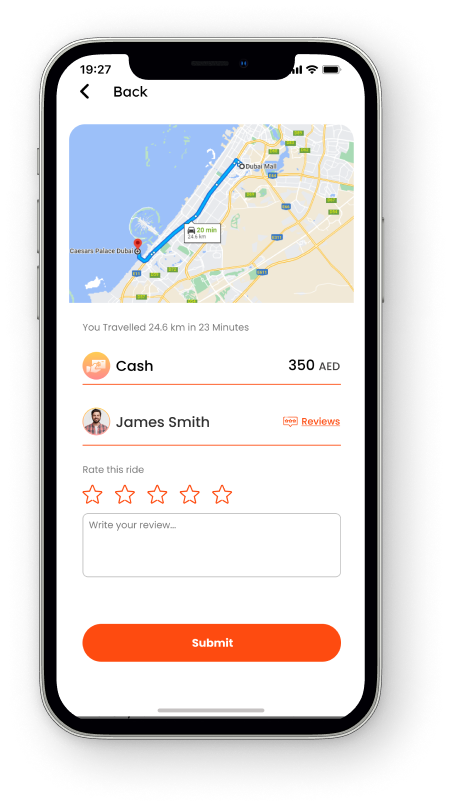 19:27
Back
Dubai Mall
20 min
24.6 km
Caesars Palace Dubai
You Travelled 24.6 km in 23 Minutes
Cash
350 AED
James Smith
Reviews
Rate this ride
Write your review...
Submit